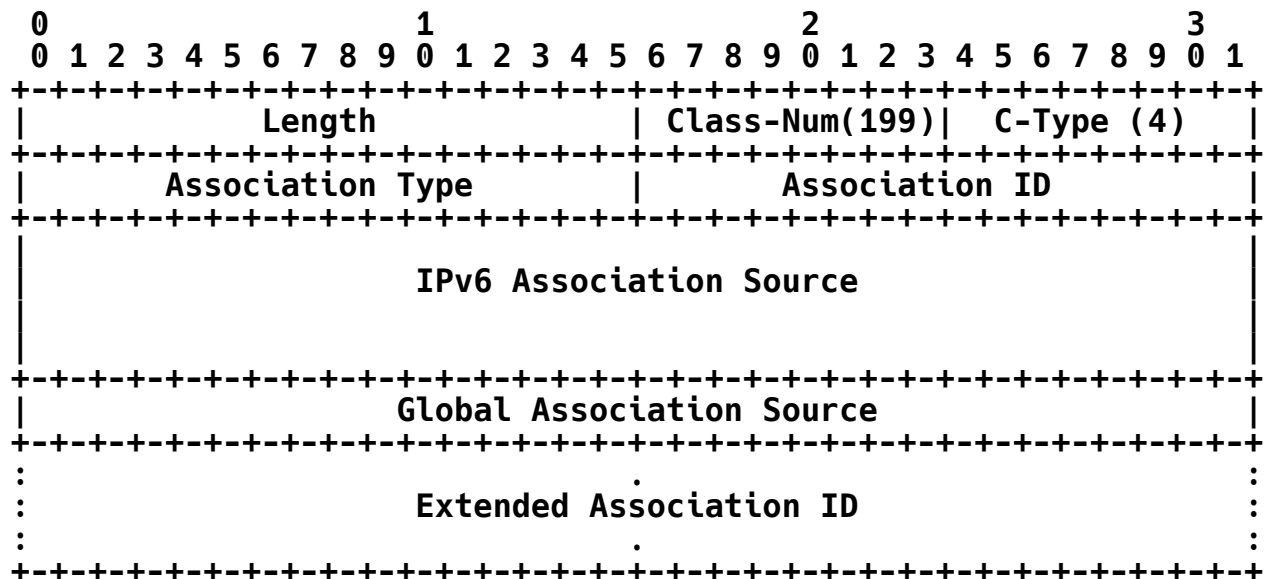 0                   1                   2                   3
 0 1 2 3 4 5 6 7 8 9 0 1 2 3 4 5 6 7 8 9 0 1 2 3 4 5 6 7 8 9 0 1
+-+-+-+-+-+-+-+-+-+-+-+-+-+-+-+-+-+-+-+-+-+-+-+-+-+-+-+-+-+-+-+-+
|            Length             | Class-Num(199)|  C-Type (4)   |
+-+-+-+-+-+-+-+-+-+-+-+-+-+-+-+-+-+-+-+-+-+-+-+-+-+-+-+-+-+-+-+-+
|       Association Type        |       Association ID          |
+-+-+-+-+-+-+-+-+-+-+-+-+-+-+-+-+-+-+-+-+-+-+-+-+-+-+-+-+-+-+-+-+
|                                                               |
|                    IPv6 Association Source                    |
|                                                               |
|                                                               |
+-+-+-+-+-+-+-+-+-+-+-+-+-+-+-+-+-+-+-+-+-+-+-+-+-+-+-+-+-+-+-+-+
|                   Global Association Source                   |
+-+-+-+-+-+-+-+-+-+-+-+-+-+-+-+-+-+-+-+-+-+-+-+-+-+-+-+-+-+-+-+-+
:                               .                               :
:                    Extended Association ID                    :
:                               .                               :
+-+-+-+-+-+-+-+-+-+-+-+-+-+-+-+-+-+-+-+-+-+-+-+-+-+-+-+-+-+-+-+-+